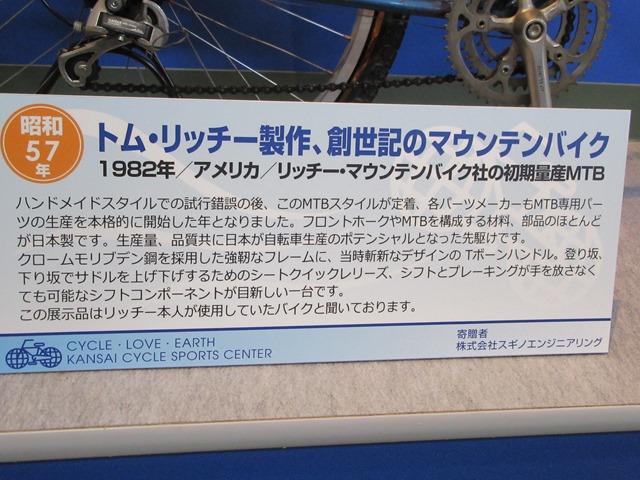 昭和
57
年
トム・リッチー製作、創世記のマウンテンバイク
1982年／アメリカ／リッチー・マウンテンバイク社の初期量産MTB
ハンドメイドスタイルでの試行錯誤の後、このMTBスタイルが定着、各パーツメーカーもMTB専用パー
ツの生産を本格的に開始した年となりました。フロントホークやMTBを構成する材料、部品のほとんど
が日本製です。生産量、品質共に日本が自転車生産のポテンシャルとなった先駆けです。
クロームモリブデン鋼を採用した強靭なフレームに、当時斬新なデザインの Tボーンハンドル。登り坂、
下り坂でサドルを上げ下げするためのシートクイックレリーズ、シフトとブレーキングが手を放さなく
ても可能なシフトコンポーネントが目新しい一台です。
この展示品はリッチー本人が使用していたバイクと聞いております。
CYCLE・LOVE・EARTH
KANSAI CYCLE SPORTS CENTER
寄贈者
株式会社スギノエンジニアリング